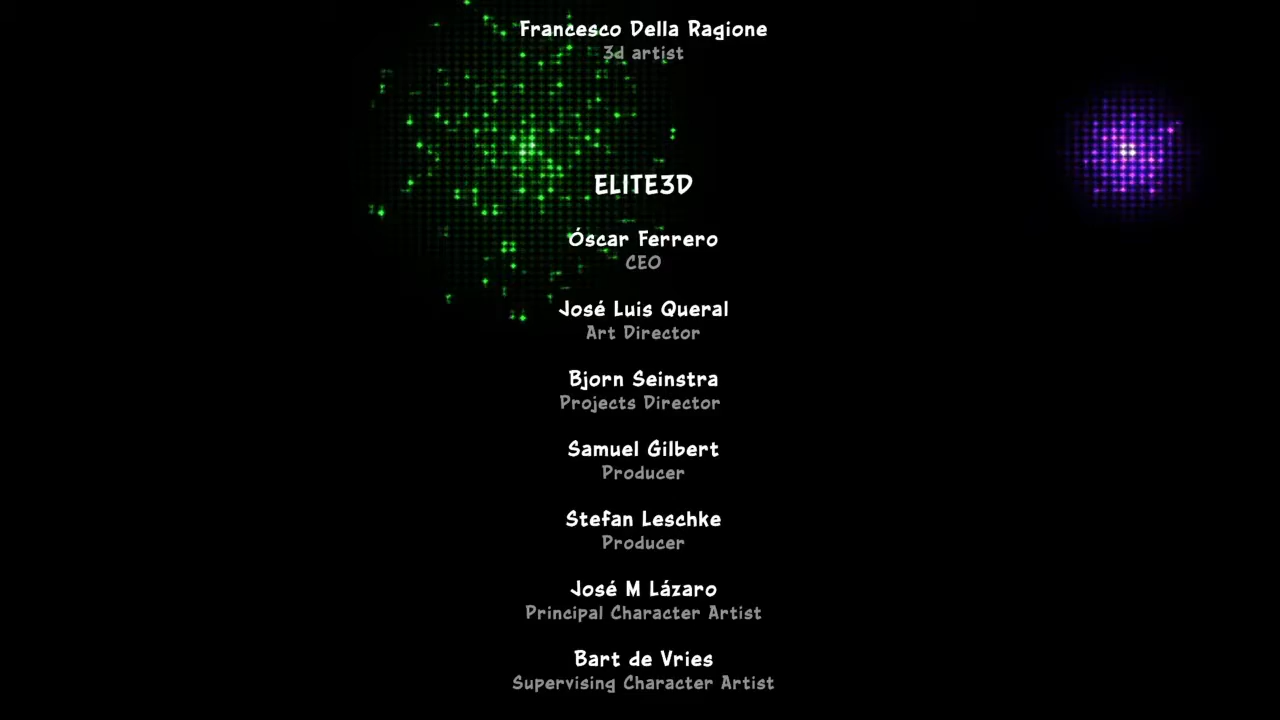 Francesco Della Ragione
3d artist
ELITE3D
Óscar Ferrero
CEO
José Luis Queral
Art Director
Bjorn Seinstra
Projects Director
Samuel Gilbert
Producer
Stefan Leschke
Producer
José M Lázaro
Principal Character Artist
Bart de Vries
Supervising Character Artist